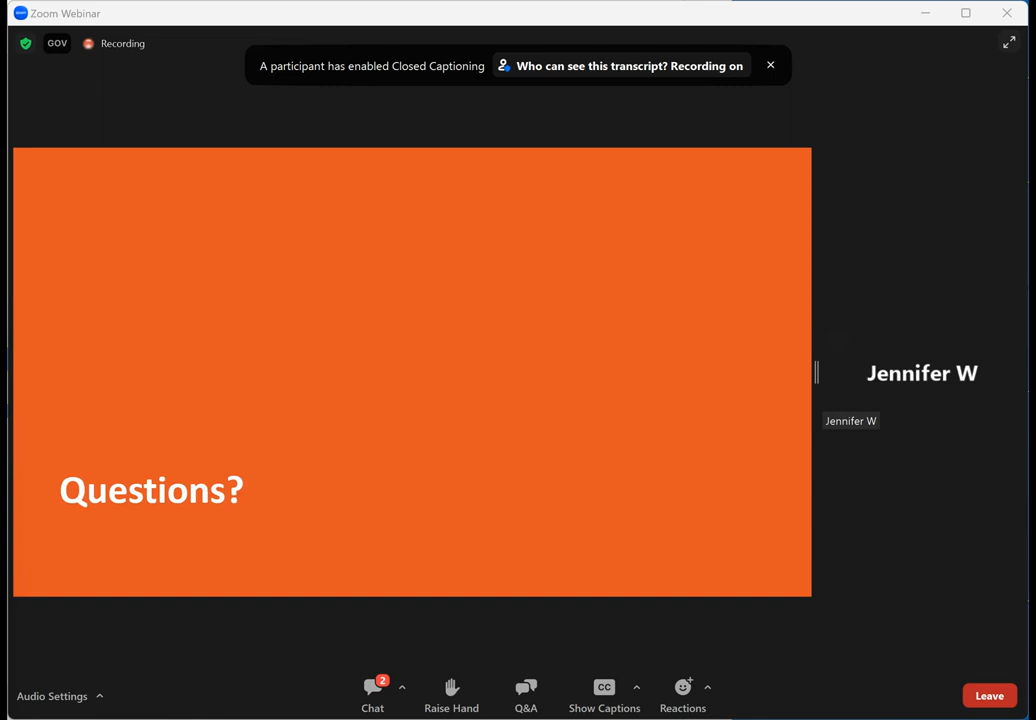 Zoom Webinar
GOV
Recording
A participant has enabled Closed Captioning
Who can see this transcript? Recording on
Questions?
Jennifer W
Jennifer W
Audio Settings
2
Chat
Raise Hand
Q&A
CC
Show Captions
Reactions
Leave